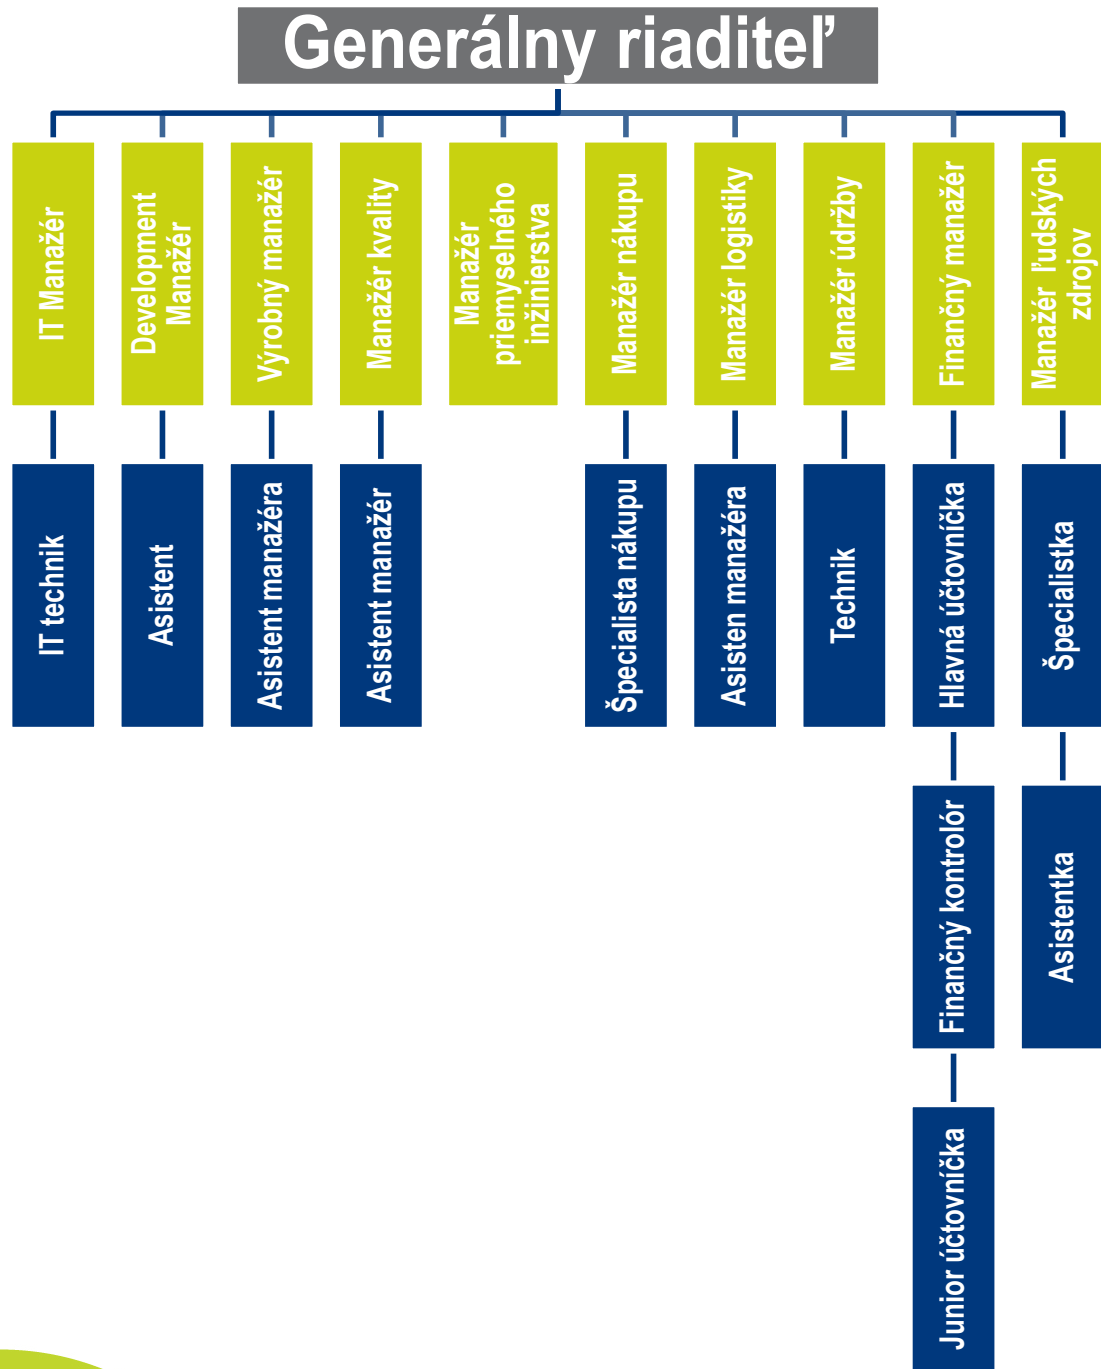 Generálny riaditeľ
IT Manažér
Development
Manažér
Výrobný manažér
Manažér kvality
Manažér
priemyselného
inžinierstva
Manažér nákupu
Manažér logistiky
Manažér údržby
Finančný manažér
Manažér ľudských
zdrojov
IT technik
Asistent
Asistent manažéra
Asistent manažér
Špecialista nákupu
Asisten manažéra
Technik
Hlavná účtovníčka
Špecialistka
Finančný kontrolór
Asistentka
Junior účtovníčka